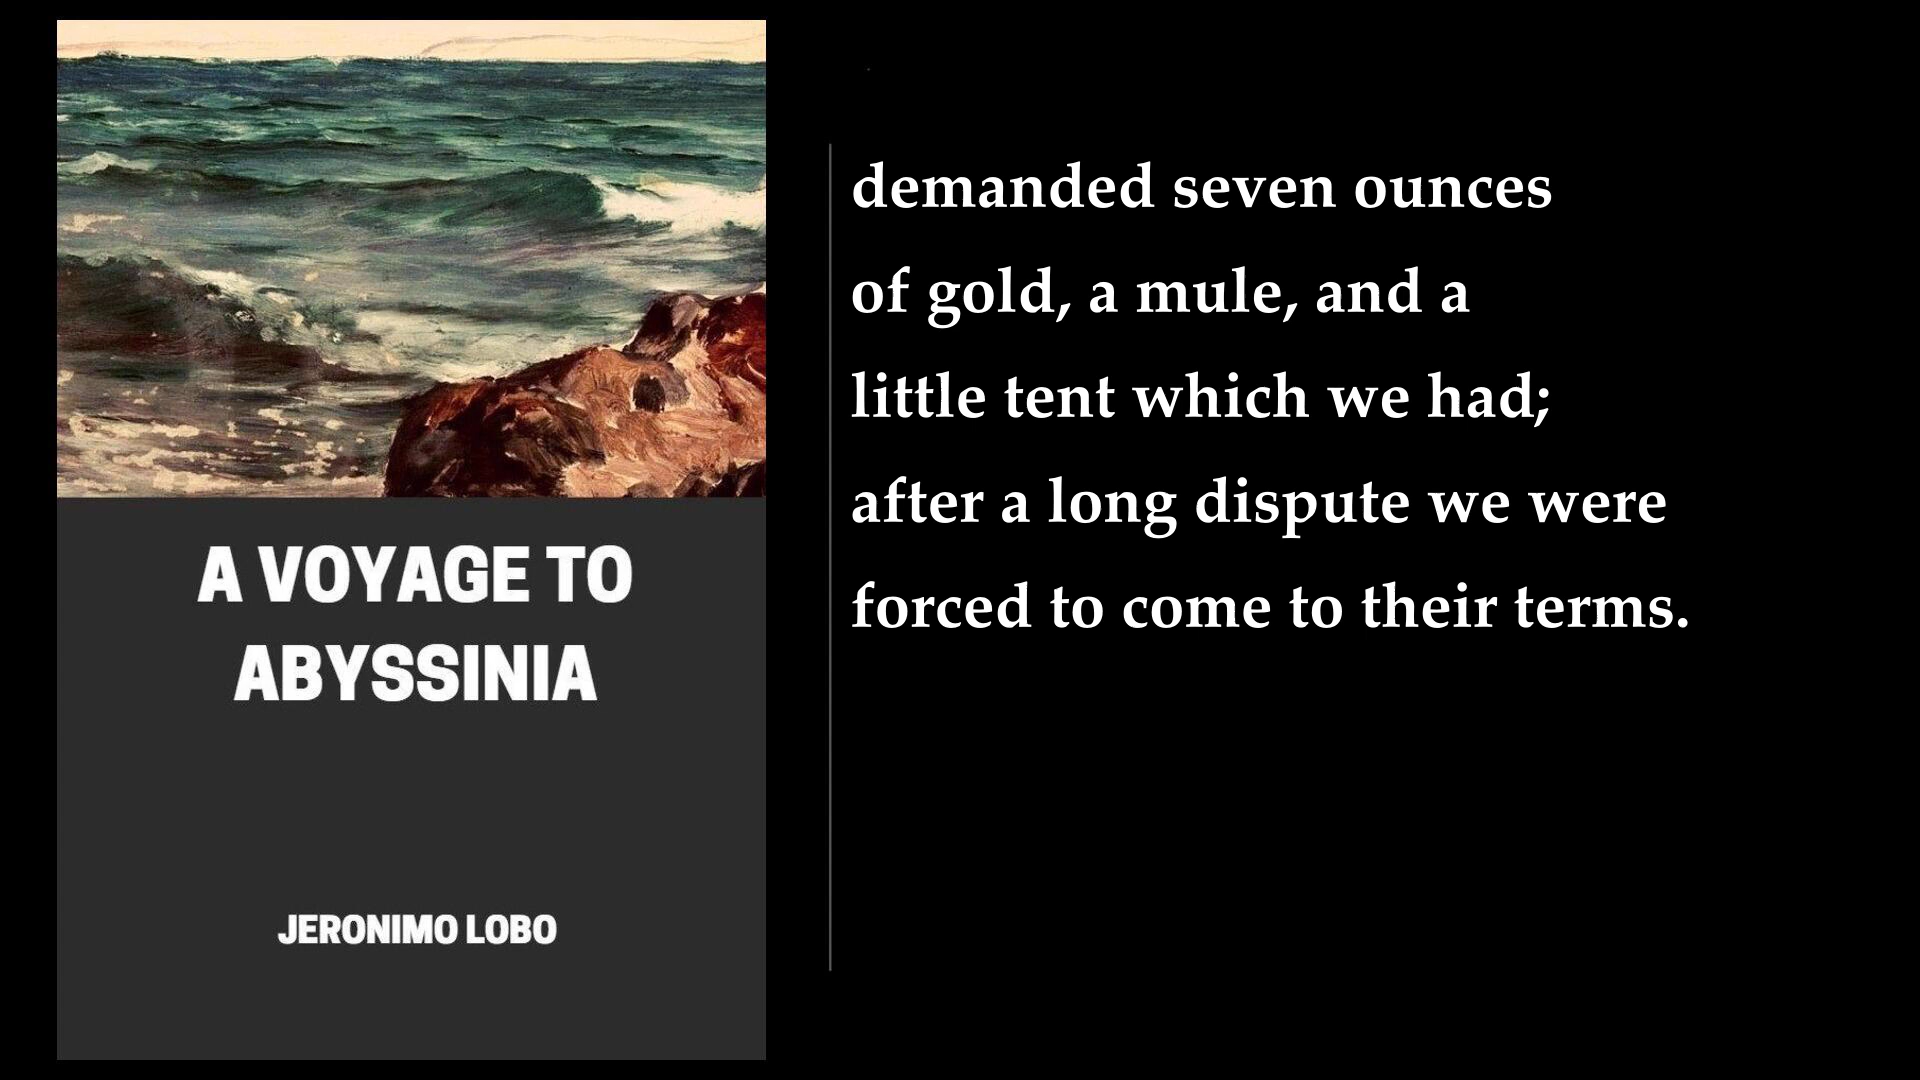 A VOYAGE TO
ABYSSINIA
JERONIMO LOBO
demanded seven ounces
of gold, a mule, and a
little tent which we had;
after a long dispute we were
forced to come to their terms.